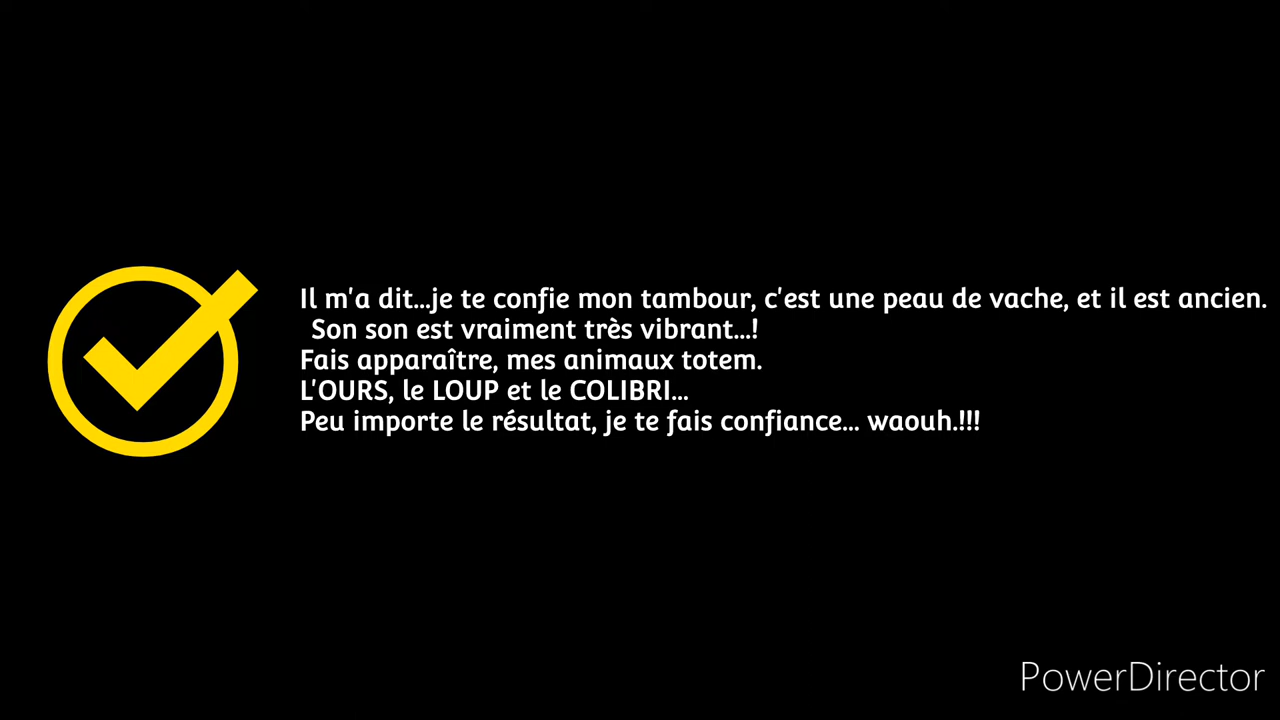 Il m'a dit...je te confie mon tambour, c'est une peau de vache, et il est ancien.
Son son est vraiment très vibrant...!
Fais apparaître, mes animaux totem.
L'OURS, le LOUP et le COLIBRI...
Peu importe le résultat, je te fais confiance... waouh.!!!
PowerDirector